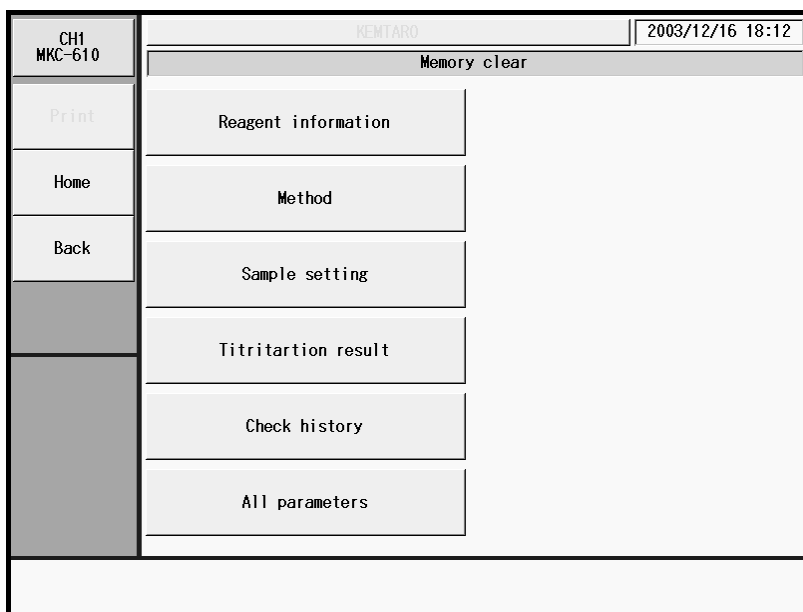 CH1
MKC-610
KEMTARO
2003/12/16 18:12
Memory clear
Print
Home
Back
Reagent information
Method
Sample setting
Titritartion result
Check history
All parameters